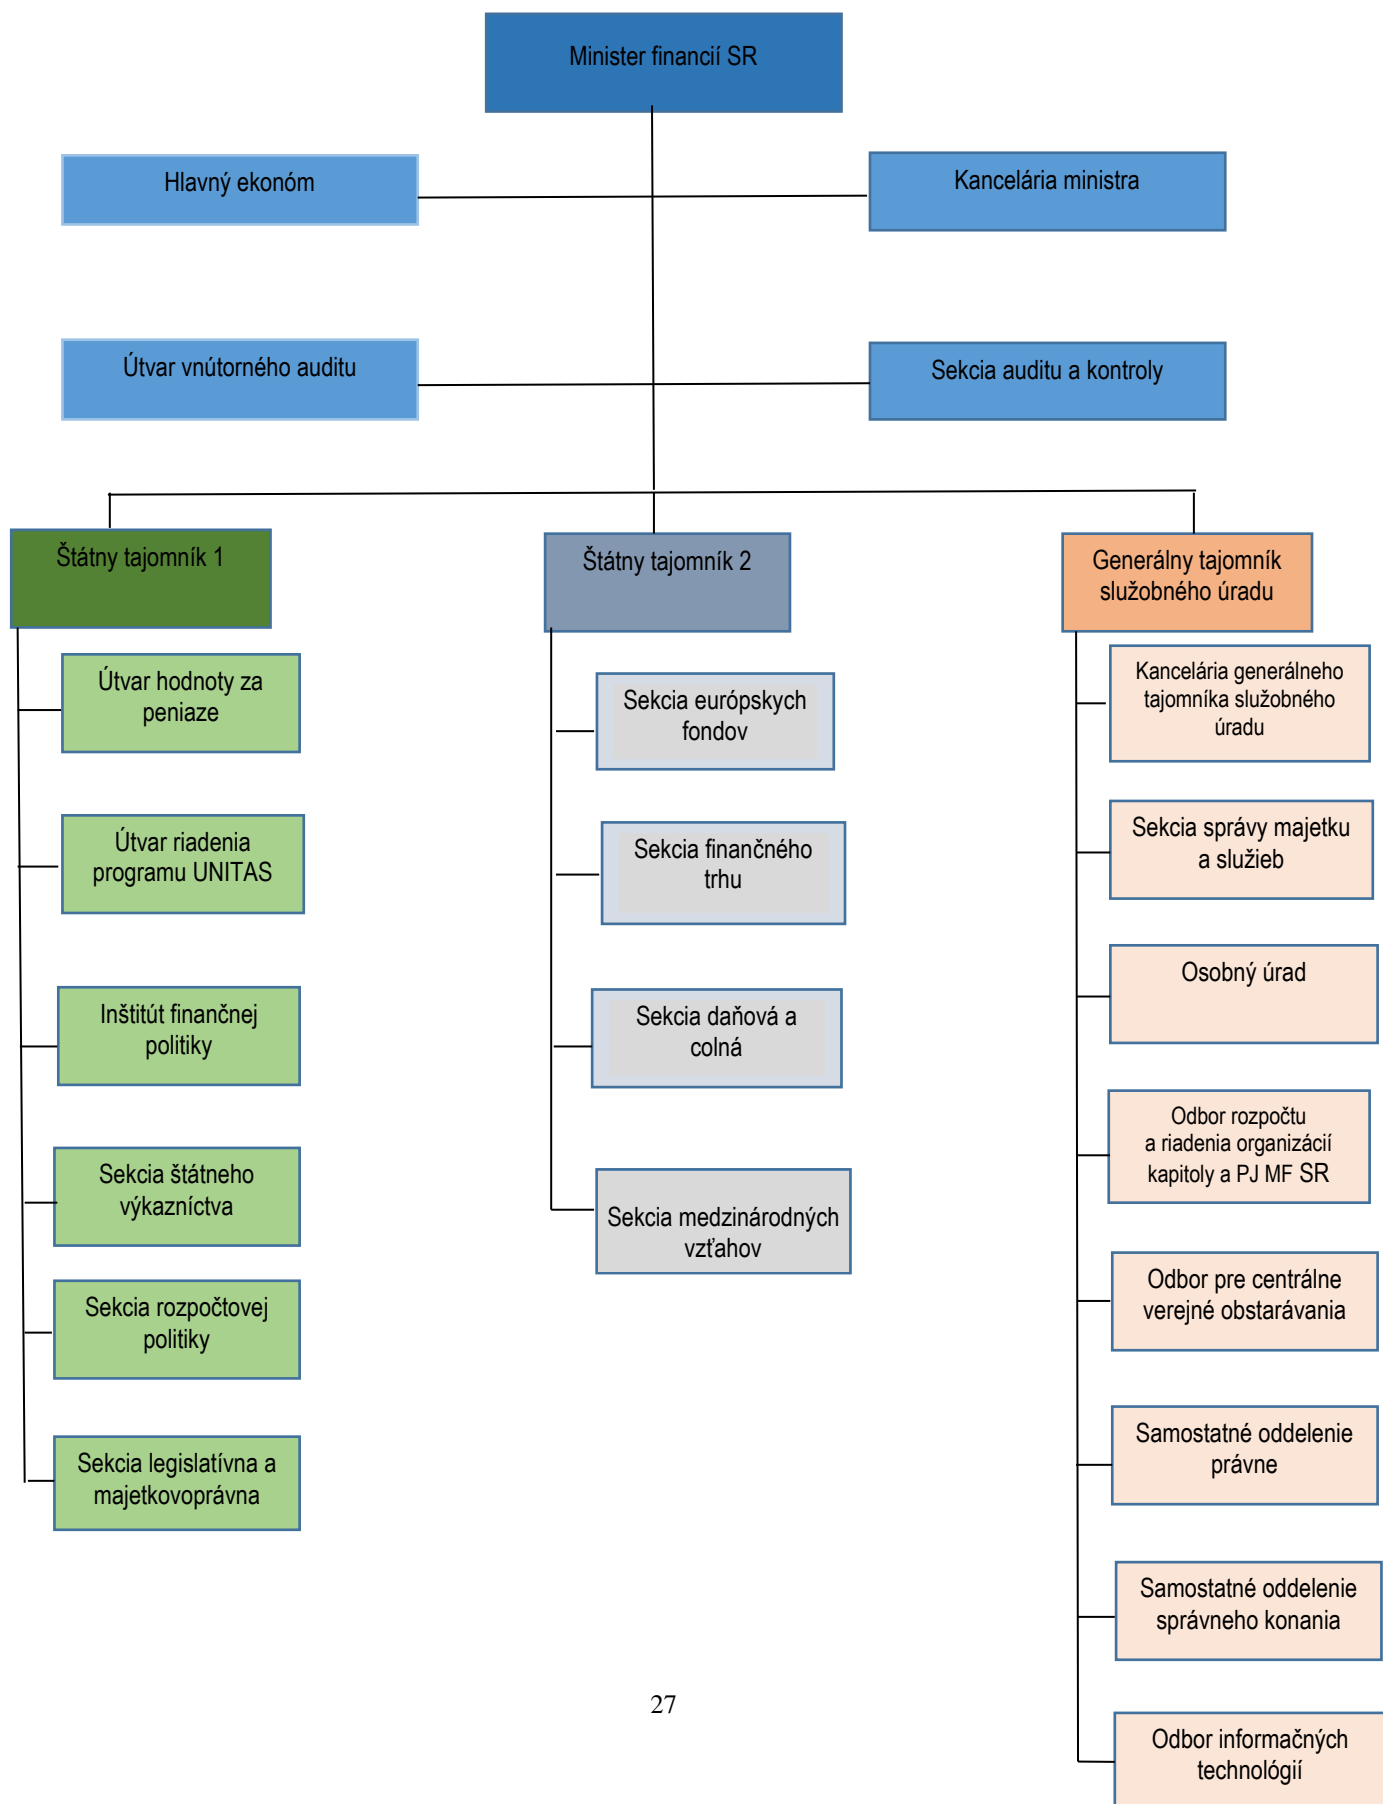 Minister financií SR
Hlavný ekonóm
Kancelária ministra
Útvar vnútorného auditu
Sekcia auditu a kontroly
Štátny tajomník 1
Útvar hodnoty za
peniaze
Útvar riadenia
programu UNITAS
Inštitút finančnej
politiky
Sekcia štátneho
výkazníctva
Sekcia rozpočtovej
politiky
Sekcia legislatívna a
majetkovoprávna
Štátny tajomník 2
Sekcia európskych
fondov
Sekcia finančného
trhu
Sekcia daňová a
colná
Sekcia medzinárodných
vzťahov
Generálny tajomník
služobného úradu
Kancelária generálneho
tajomníka služobného
úradu
Sekcia správy majetku
a služieb
Osobný úrad
Odbor rozpočtu
a riadenia organizácií
kapitoly a PJ MF SR
Odbor pre centrálne
verejné obstarávania
Samostatné oddelenie
právne
Samostatné oddelenie
správneho konania
Odbor informačných
technológií
27